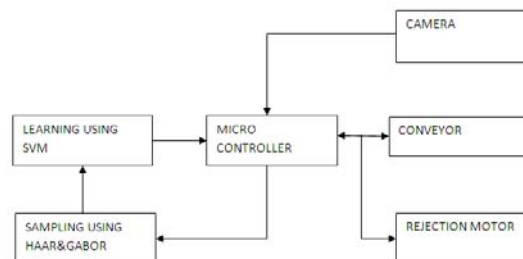 CAMERA
LEARNING USING
SVM
MICRO
CONTROLLER
CONVEYOR
SAMPLING USING
HAAR&GABOR
REJECTION MOTOR